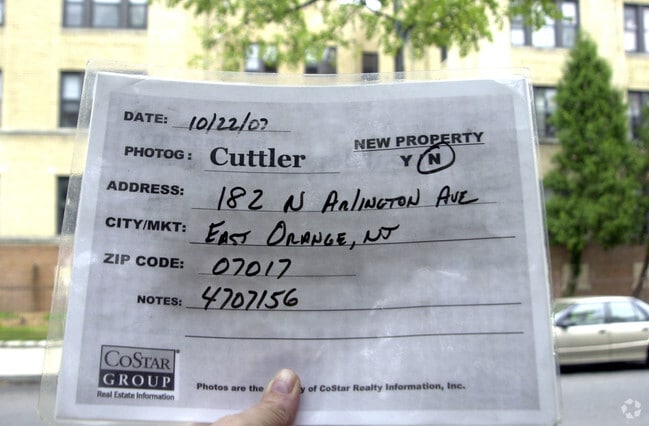 DATE: 10/22/07
PHOTOG: Cuttler
NEW PROPERTY
Y N
ADDRESS: 182 N ARLINGTON AVE
CITY/MKT: EAST ORANGE, NJ
ZIP CODE: 07017
NOTES: 4707156
COSTAR
GROUP
Real Estate Information
Photos are the y of CoStar Realty Information, Inc.